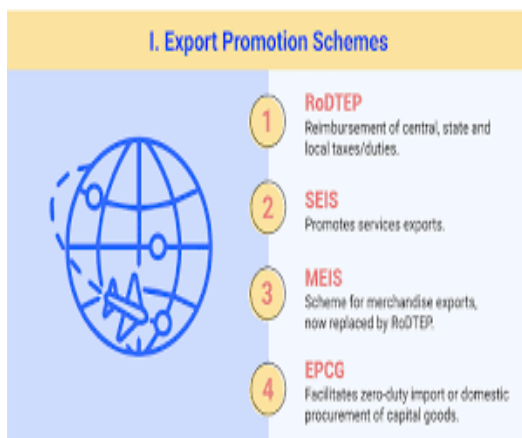 I. Export Promotion Schemes
1
RoDTEP
Reimbursement of central, state and
local taxes/duties.
2
SEIS
Promotes services exports.
3
MEIS
Scheme for merchandise exports,
now replaced by RoDTEP.
4
EPCG
Facilitates zero-duty import or domestic
procurement of capital goods.